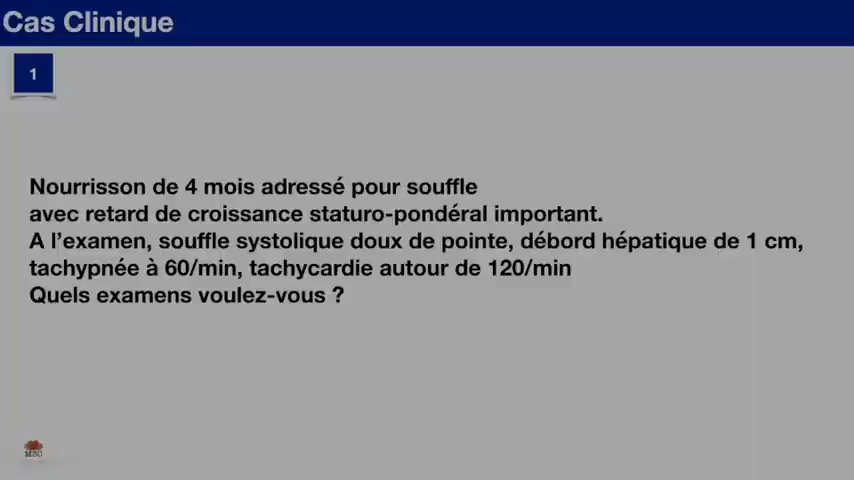 Cas Clinique
1
Nourrisson de 4 mois adressé pour souffle
avec retard de croissance staturo-pondéral important.
A l'examen, souffle systolique doux de pointe, débord hépatique de 1 cm,
tachypnée à 60/min, tachycardie autour de 120/min
Quels examens voulez-vous ?
M3C